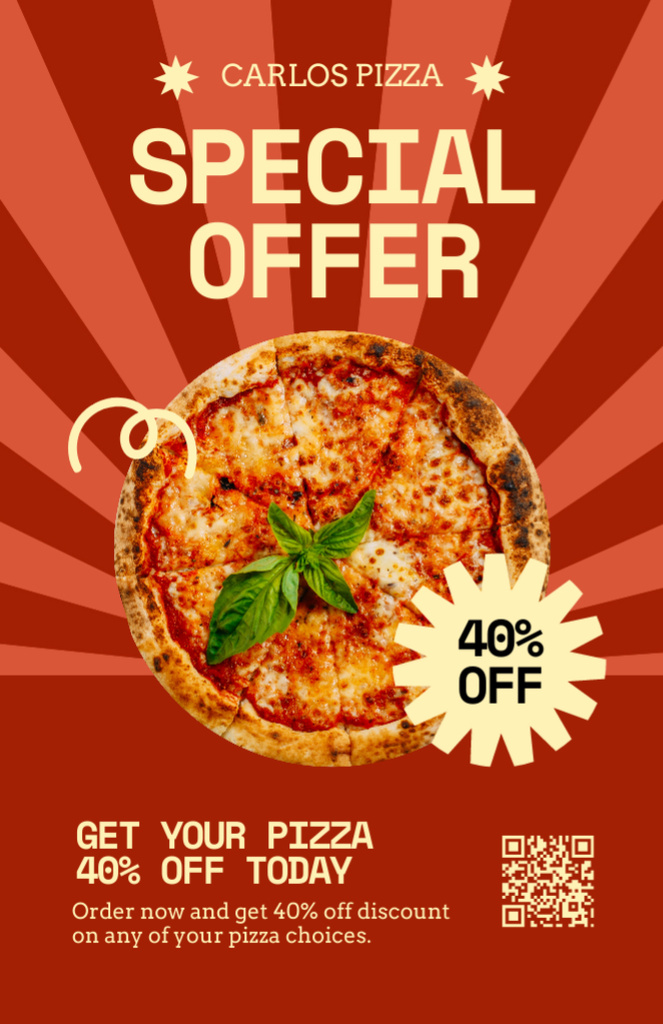 CARLOS PIZZA
SPECIAL
OFFER
40%
OFF
GET YOUR PIZZA
40% OFF TODAY
Order now and get 40% off discount
on any of your pizza choices.